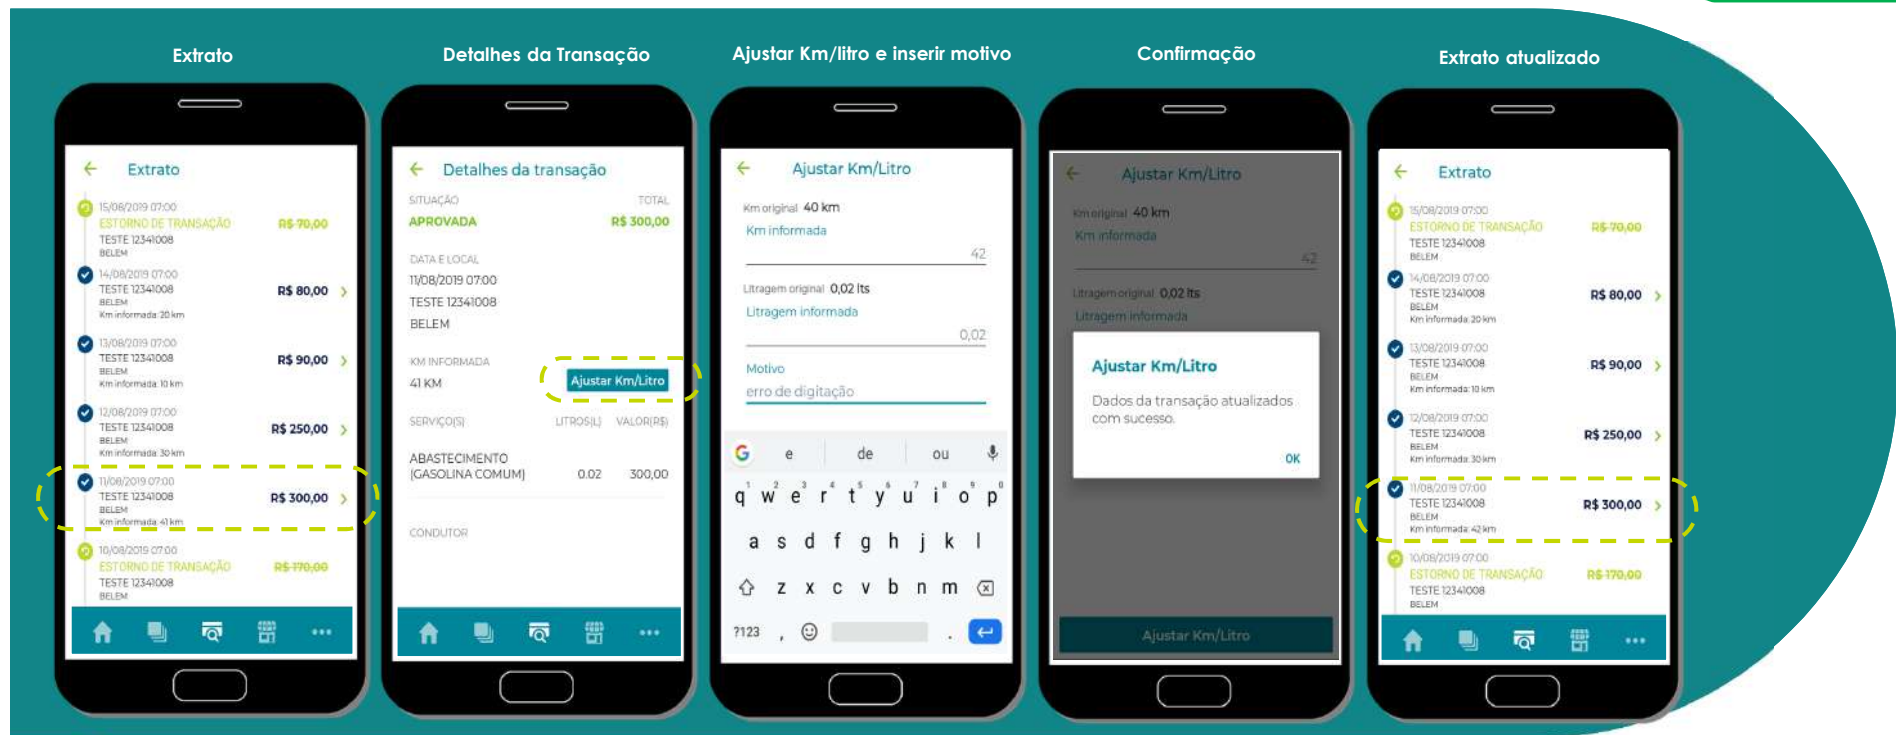 Extrato
Detalhes da Transação
Ajustar Km/litro e inserir motivo
Confirmação
Extrato atualizado
Extrato
15/08/2019 07:00
ESTORNO DE TRANSAÇÃO R$ 70,00
TESTE 12341008
BELEM
14/08/2019 07:00
TESTE 12341008 R$ 80,00
BELEM
Km informada: 20 km
13/08/2019 07:00
TESTE 12341008 R$ 90,00
BELEM
Km informada: 10 km
12/08/2019 07:00
TESTE 12341008 R$ 250,00
BELEM
Km informada: 30 km
11/08/2019 07:00
TESTE 12341008 R$ 300,00
BELEM
Km informada: 41 km
10/08/2019 07:00
ESTORNO DE TRANSAÇÃO R$ 170,00
TESTE 12341008
BELEM
Detalhes da transação
SITUAÇÃO TOTAL
APROVADA R$ 300,00
DATA E LOCAL
11/08/2019 07:00
TESTE 12341008
BELEM
KM INFORMADA
41 KM Ajustar Km/Litro
SERVIÇO(S) LITROS(L) VALOR(R$)
ABASTECIMENTO
(GASOLINA COMUM) 0.02 300,00
CONDUTOR
Ajustar Km/Litro
Km original 40 km
Km informada
42
Litragem original 0,02 lts
Litragem informada
0,02
Motivo
erro de digitação
G e de ou
q1 w2 e3 r4 t5 y6 u7 i8 o9 p0
a s d f g h j k l
z x c v b n m
?123 , .
Ajustar Km/Litro
Km original 40 km
Km informada
42
Litragem original 0,02 lts
Litragem informada
Ajustar Km/Litro
Dados da transação atualizados
com sucesso.
OK
Ajustar Km/Litro
Extrato
15/08/2019 07:00
ESTORNO DE TRANSAÇÃO R$ 70,00
TESTE 12341008
BELEM
14/08/2019 07:00
TESTE 12341008 R$ 80,00
BELEM
Km informada: 20 km
13/08/2019 07:00
TESTE 12341008 R$ 90,00
BELEM
Km informada: 10 km
12/08/2019 07:00
TESTE 12341008 R$ 250,00
BELEM
Km informada: 30 km
11/08/2019 07:00
TESTE 12341008 R$ 300,00
BELEM
Km informada: 42 km
10/08/2019 07:00
ESTORNO DE TRANSAÇÃO R$ 170,00
TESTE 12341008
BELEM